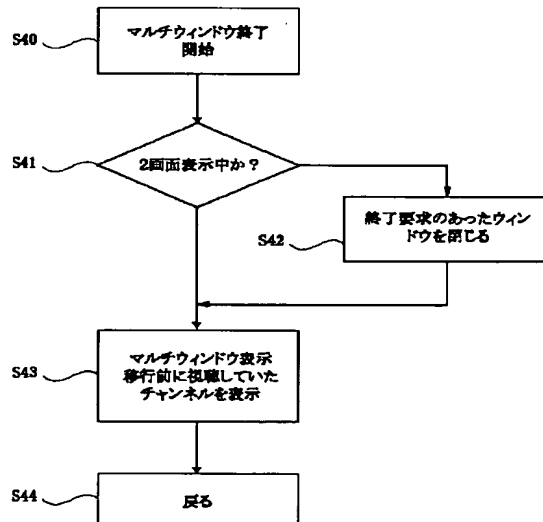 S40
マルチウィンドウ終了
開始
S41
2画面表示中か？
S42
終了要求のあったウィン
ドウを閉じる
S43
マルチウィンドウ表示
移行前に視聴していた
チャンネルを表示
S44
戻る